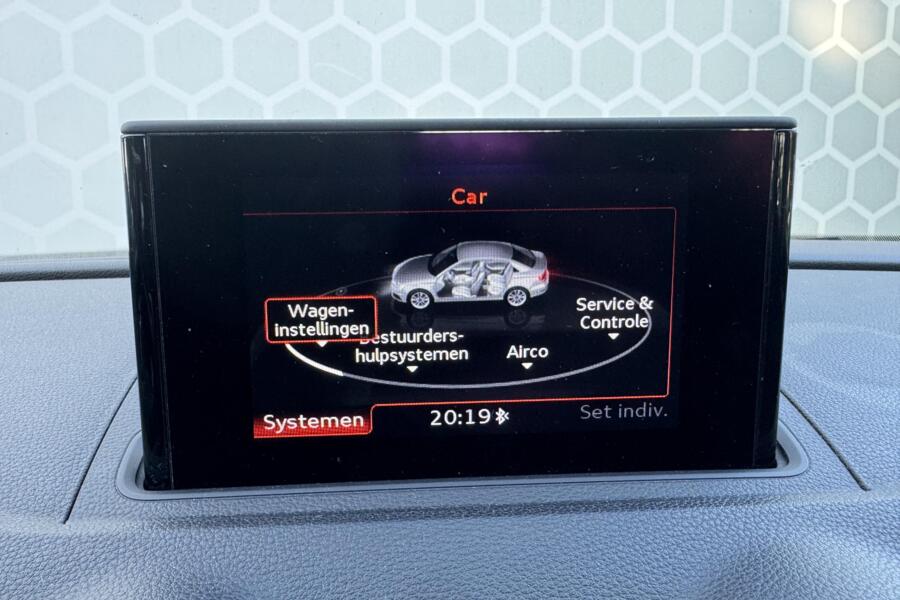 Car
Wagen-
instellingen
Bestuurders-
hulpsystemen
Airco
Service &
Controle
Systemen
20:19
Set indiv.